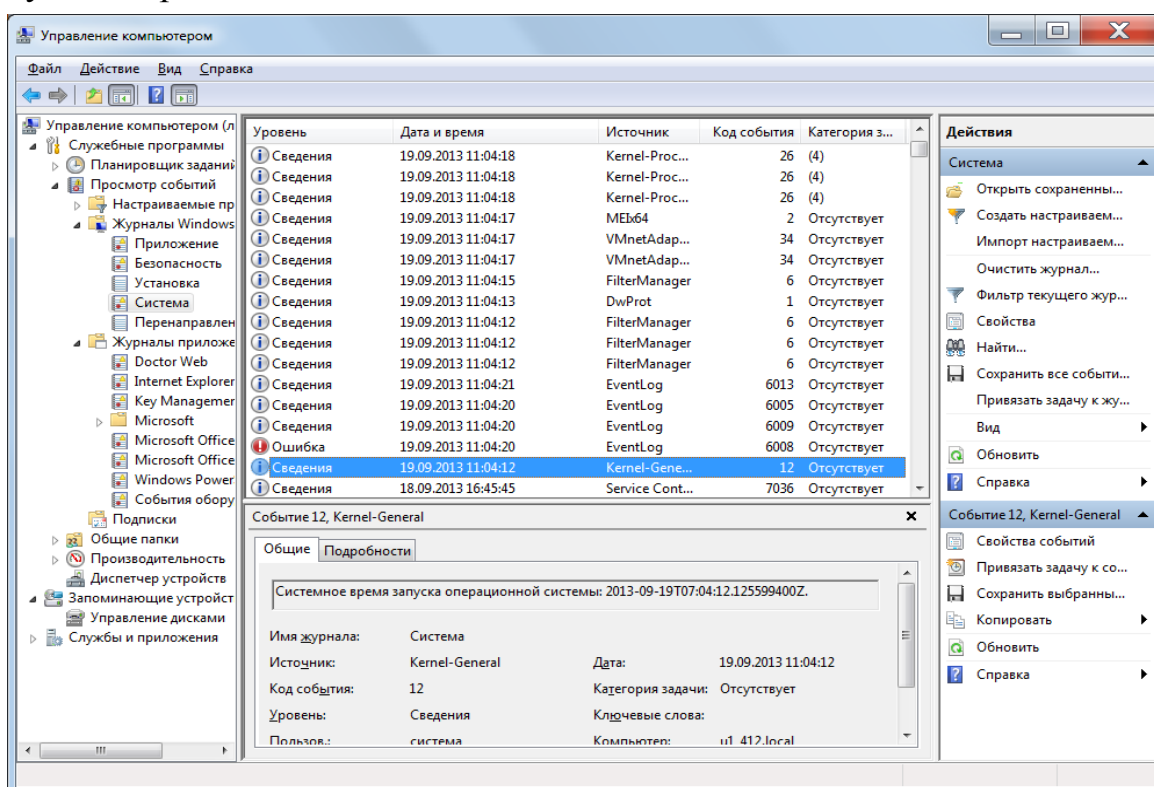 Управление компьютером
Файл Действие Вид Справка
Управление компьютером (л
Служебные программы
Планировщик заданий
Просмотр событий
Настраиваемые пр
Журналы Windows
Приложение
Безопасность
Установка
Система
Перенаправлен
Журналы приложе
Doctor Web
Internet Explorer
Key Managemer
Microsoft
Microsoft Office
Microsoft Office
Windows Power
События обору
Подписки
Общие папки
Производительность
Диспетчер устройств
Запоминающие устройст
Управление дисками
Службы и приложения
Уровень Дата и время Источник Код события Категория з...
Сведения 19.09.2013 11:04:18 Kernel-Proc... 26 (4)
Сведения 19.09.2013 11:04:18 Kernel-Proc... 26 (4)
Сведения 19.09.2013 11:04:18 Kernel-Proc... 26 (4)
Сведения 19.09.2013 11:04:17 MEIx64 2 Отсутствует
Сведения 19.09.2013 11:04:17 VMnetAdap... 34 Отсутствует
Сведения 19.09.2013 11:04:17 VMnetAdap... 34 Отсутствует
Сведения 19.09.2013 11:04:15 FilterManager 6 Отсутствует
Сведения 19.09.2013 11:04:13 DwProt 1 Отсутствует
Сведения 19.09.2013 11:04:12 FilterManager 6 Отсутствует
Сведения 19.09.2013 11:04:12 FilterManager 6 Отсутствует
Сведения 19.09.2013 11:04:12 FilterManager 6 Отсутствует
Сведения 19.09.2013 11:04:21 EventLog 6013 Отсутствует
Сведения 19.09.2013 11:04:20 EventLog 6005 Отсутствует
Сведения 19.09.2013 11:04:20 EventLog 6009 Отсутствует
Ошибка 19.09.2013 11:04:20 EventLog 6008 Отсутствует
Сведения 19.09.2013 11:04:12 Kernel-Gene... 12 Отсутствует
Сведения 18.09.2013 16:45:45 Service Cont... 7036 Отсутствует
Событие 12, Kernel-General
Общие Подробности
Системное время запуска операционной системы: 2013-09-19T07:04:12.125599400Z.
Имя журнала: Система
Источник: Kernel-General Дата: 19.09.2013 11:04:12
Код события: 12 Категория задачи: Отсутствует
Уровень: Сведения Ключевые слова:
Пользов.: система Компьютер: u1_412.local
Действия
Система
Открыть сохраненны...
Создать настраиваем...
Импорт настраиваем...
Очистить журнал...
Фильтр текущего жур...
Свойства
Найти...
Сохранить все событи...
Привязать задачу к жу...
Вид
Обновить
Справка
Событие 12, Kernel-General
Свойства событий
Привязать задачу к со...
Сохранить выбранны...
Копировать
Обновить
Справка